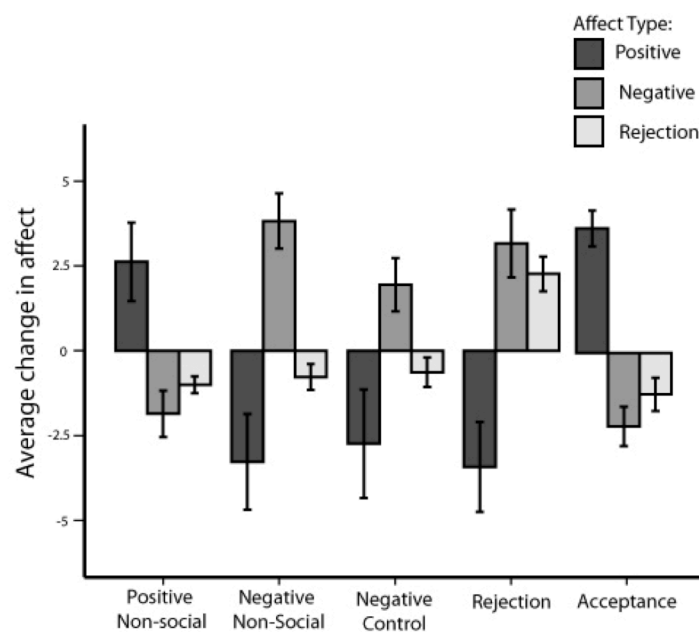 Affect Type:
Positive
Negative
Rejection
Average change in affect
5
2.5
0
-2.5
-5
Positive
Non-social
Negative
Non-Social
Negative
Control
Rejection
Acceptance